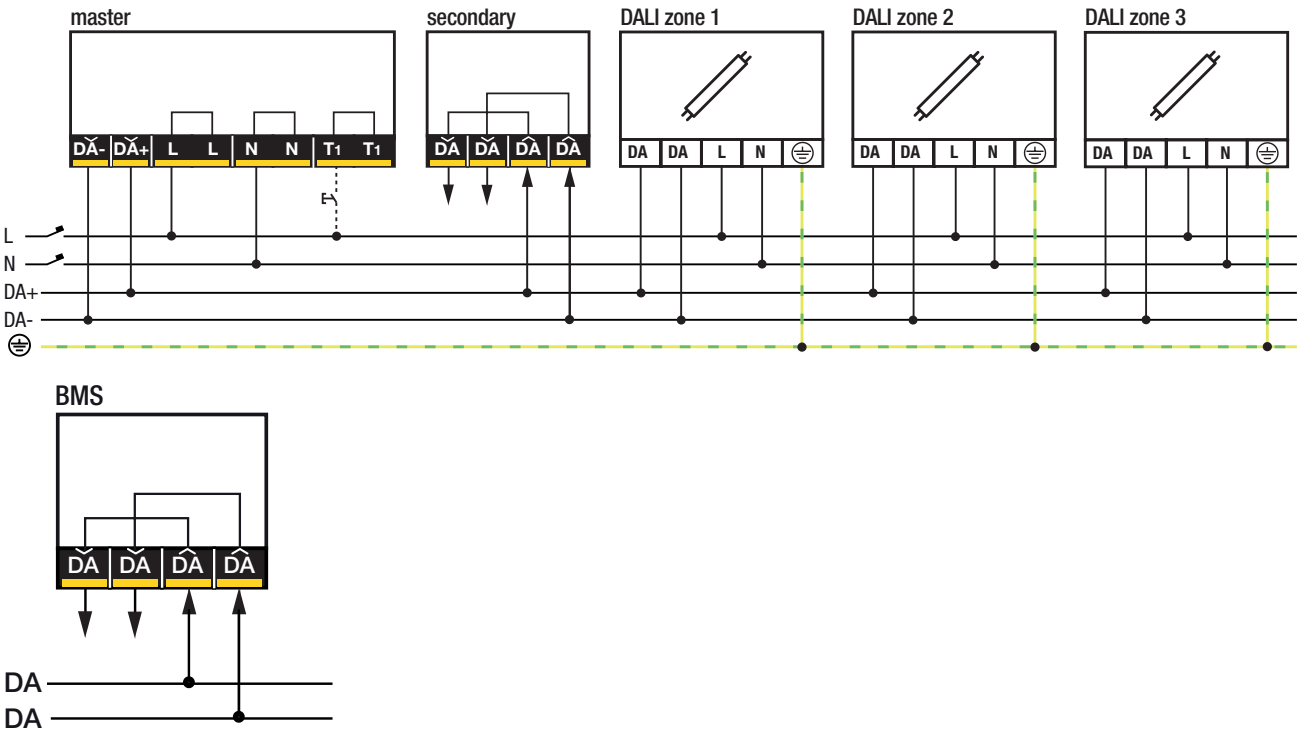 master secondary DALI zone 1 DALI zone 2 DALI zone 3
DA- DA+ L L N N T1 T1 DA DA DA DA DA DA L N DA DA L N DA DA L N
L
N
DA+
DA-
BMS
DA DA DA DA
DA
DA